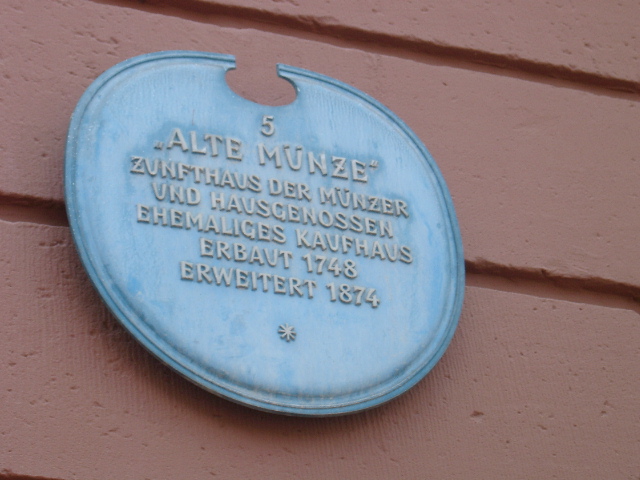 5
„ALTE MÜNZE“
ZUNFTHAUS DER MÜNZER
UND HAUSGENOSSEN
EHEMALIGES KAUFHAUS
ERBAUT 1748
ERWEITERT 1874